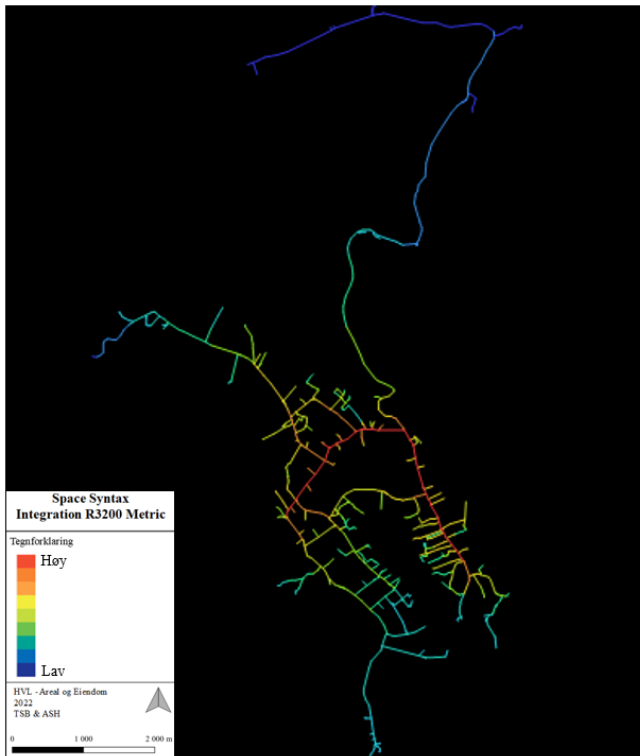 Space Syntax
Integration R3200 Metric
Tegnforklaring
Høy
Lav
HVL - Areal og Eiendom
2022
TSB & ASH
0 1 000 2 000 m